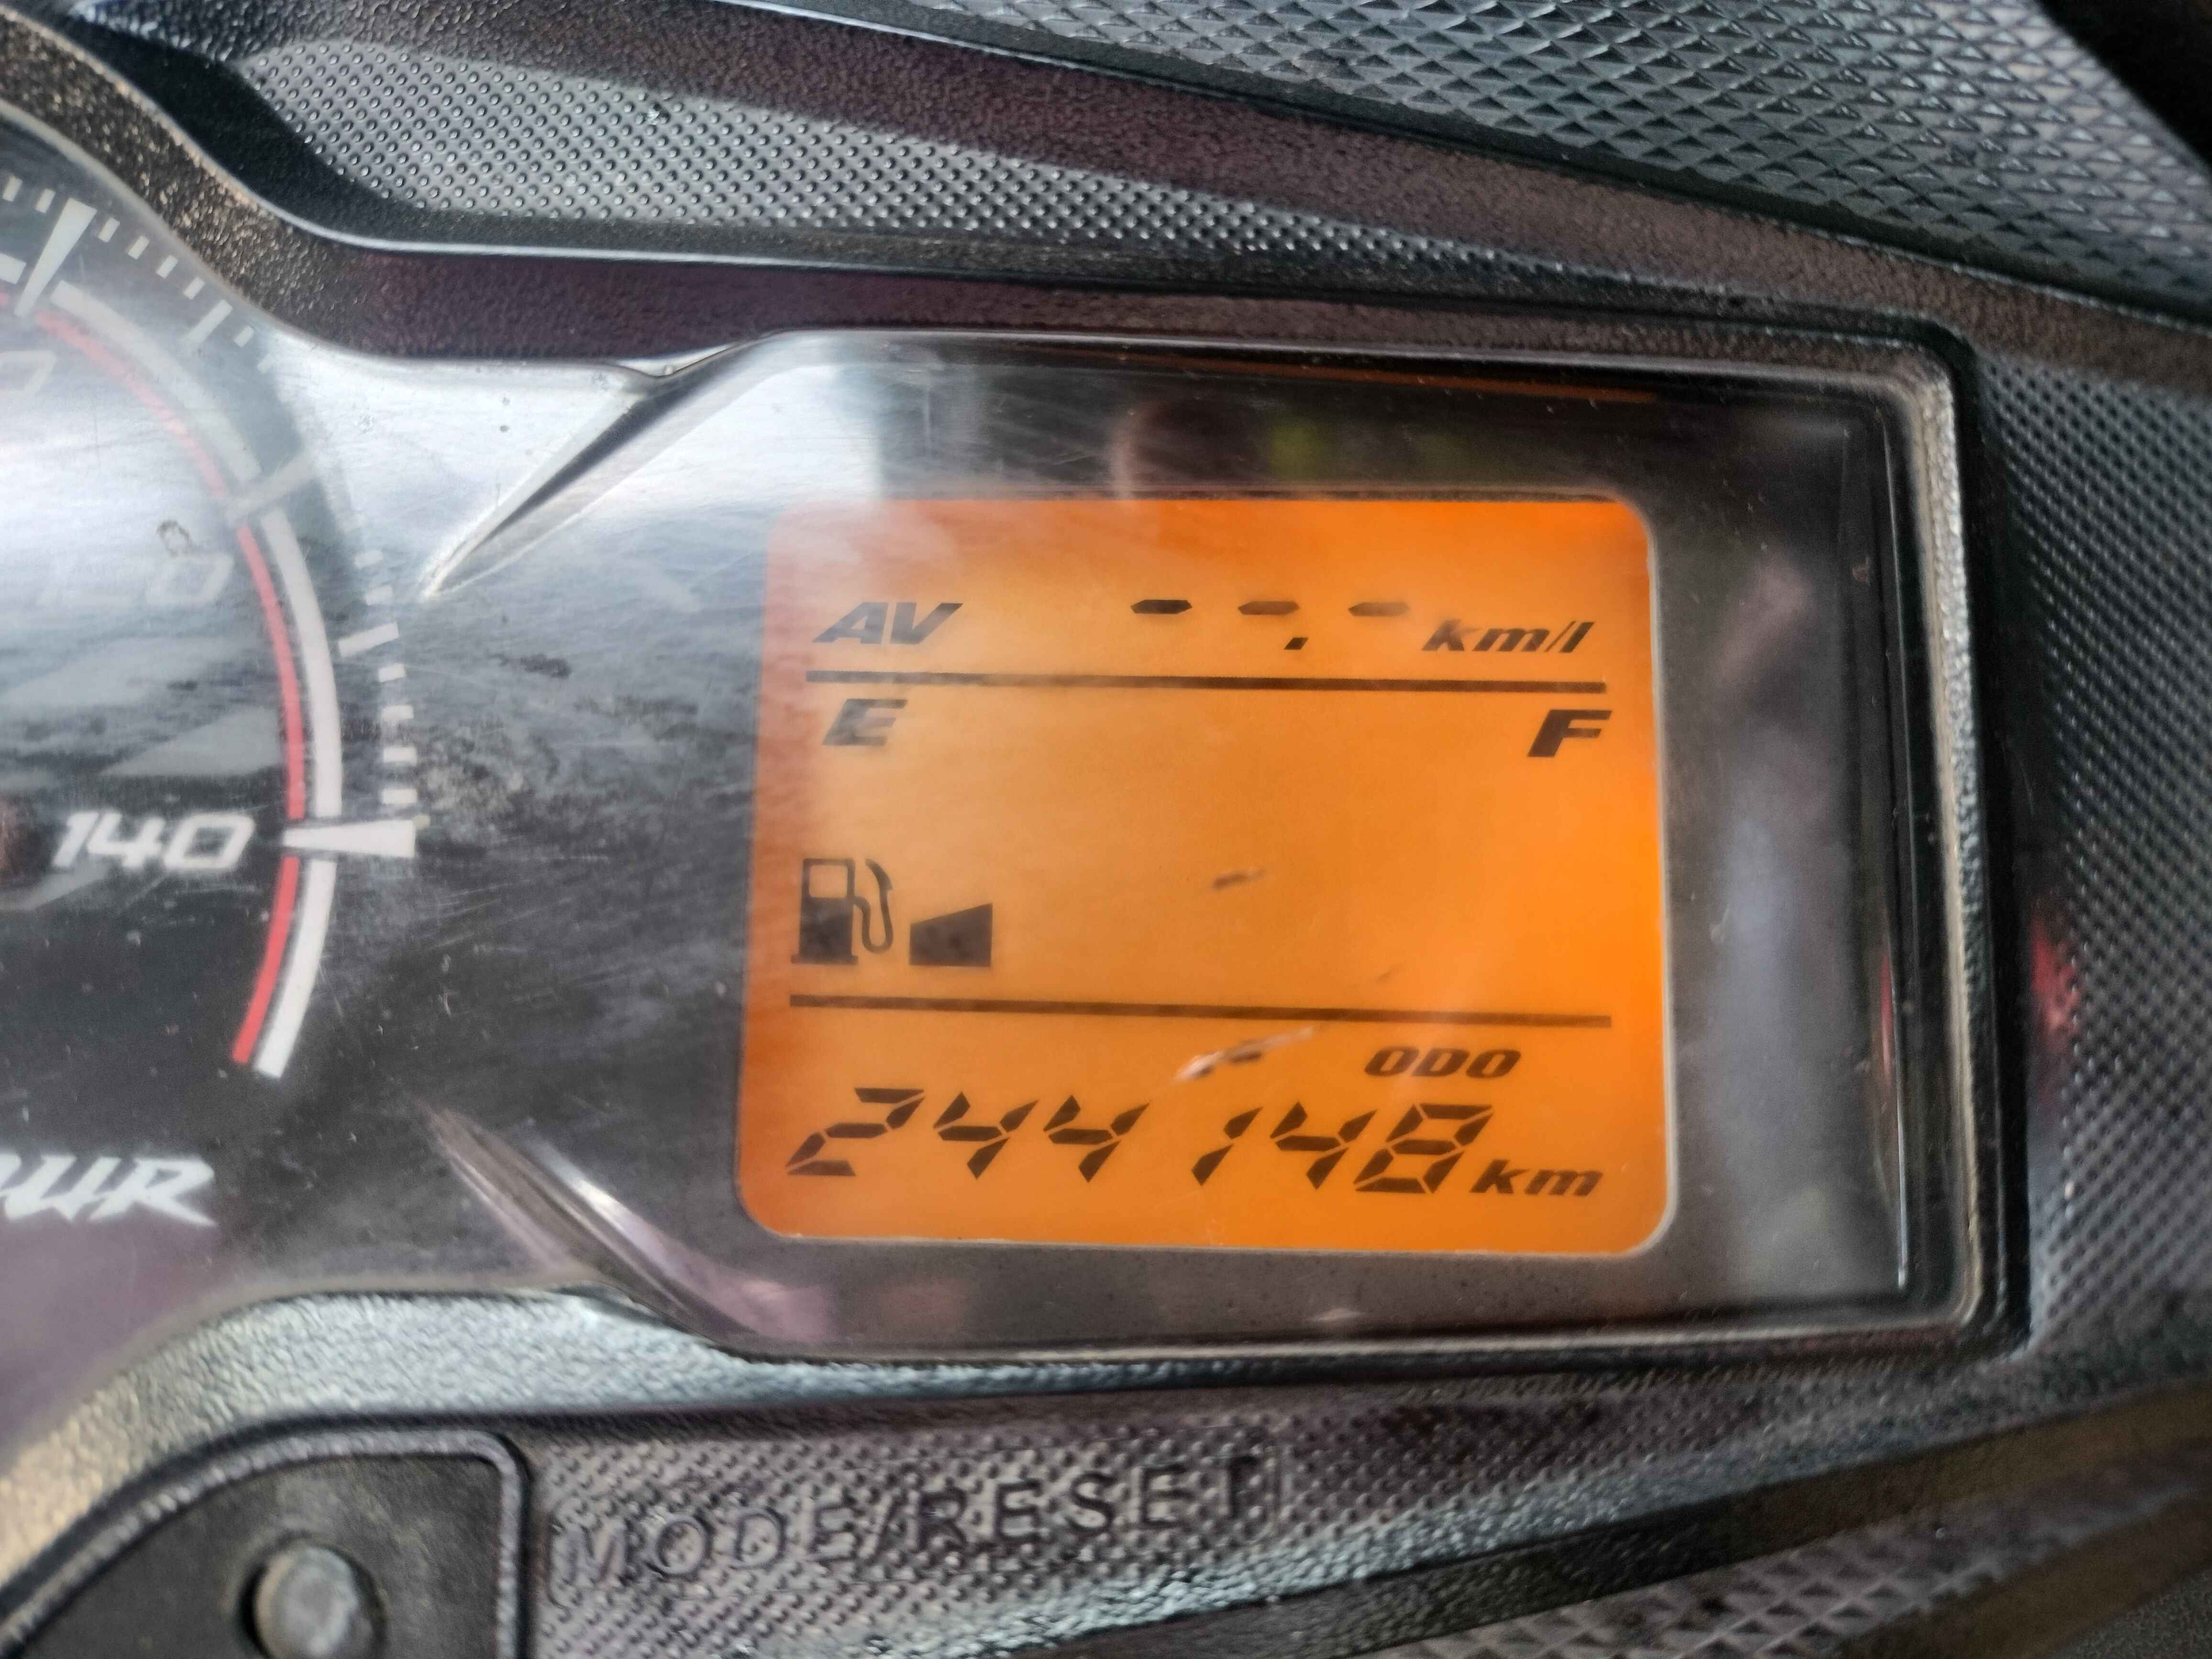 AV --.- km/l
E F
140
ODO
244148 km
MODE/RESET